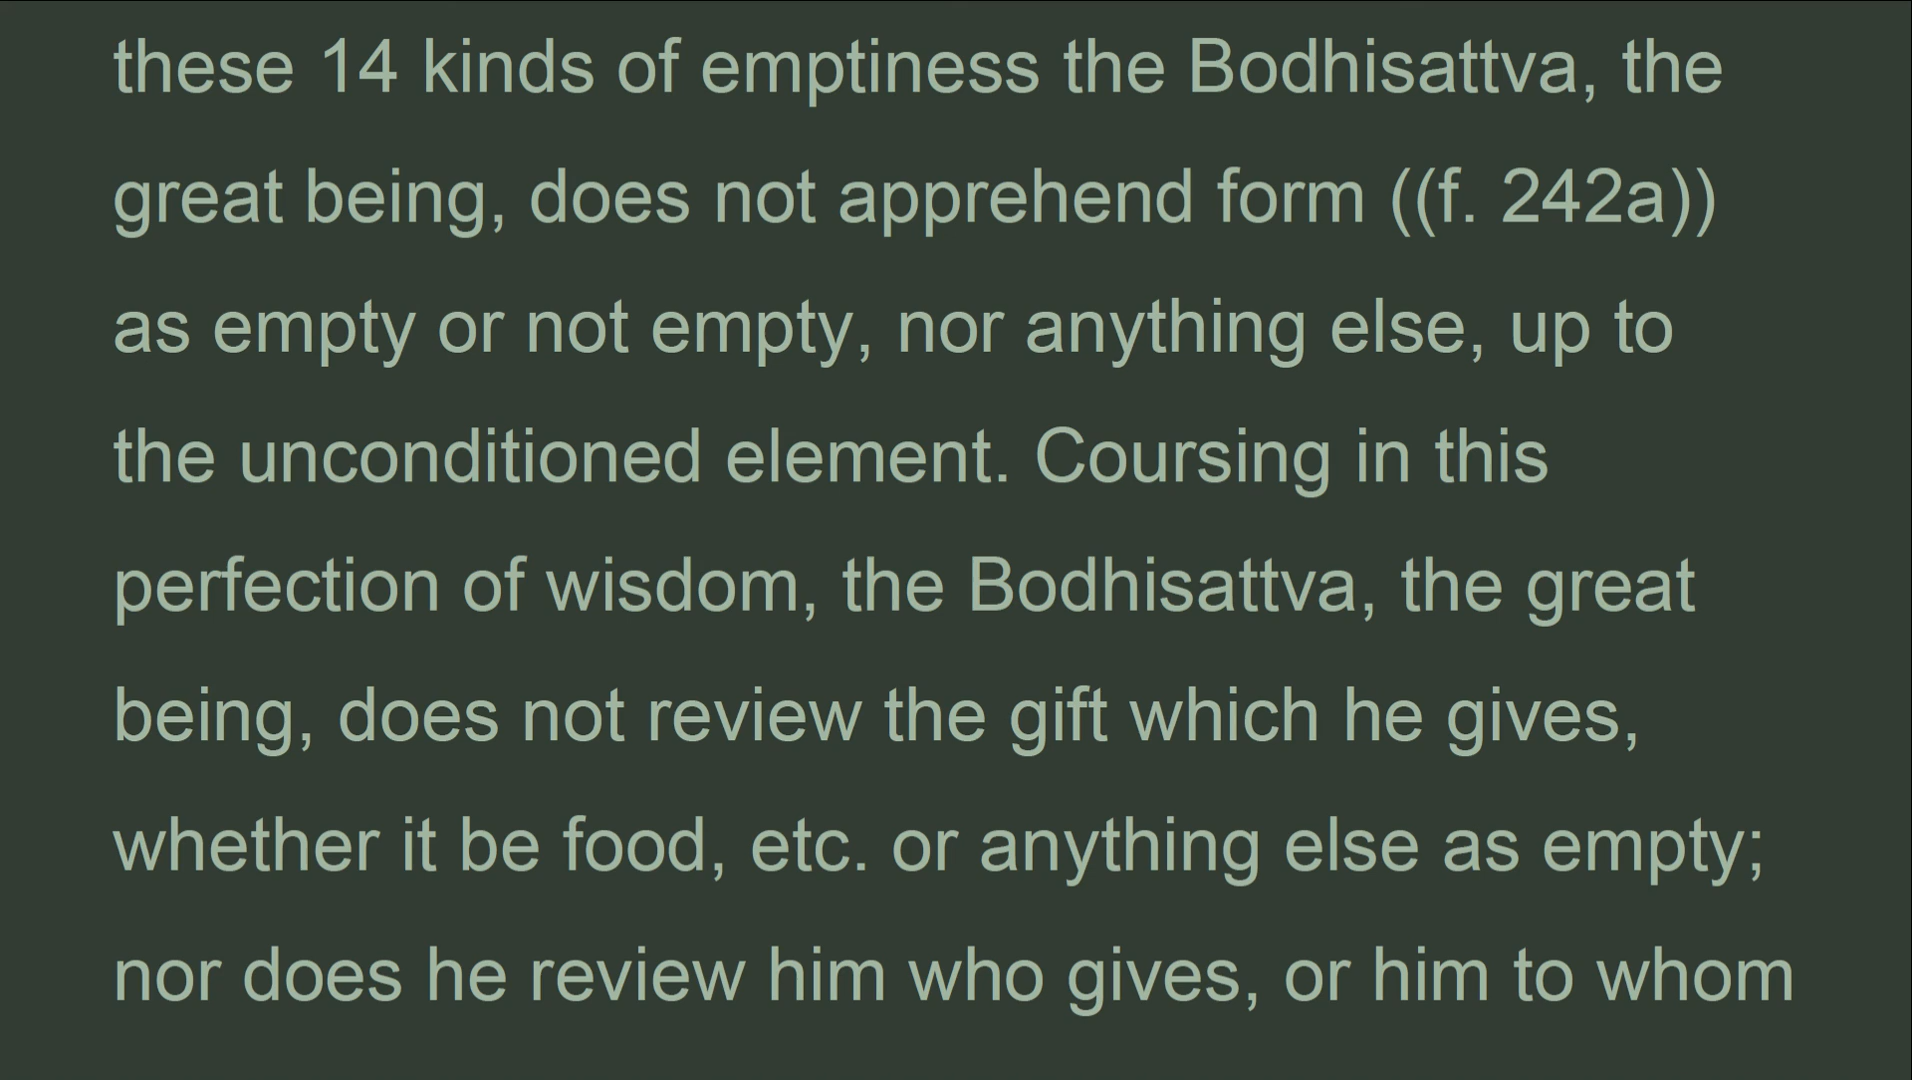 these 14 kinds of emptiness the Bodhisattva, the
great being, does not apprehend form ((f. 242a))
as empty or not empty, nor anything else, up to
the unconditioned element. Coursing in this
perfection of wisdom, the Bodhisattva, the great
being, does not review the gift which he gives,
whether it be food, etc. or anything else as empty;
nor does he review him who gives, or him to whom